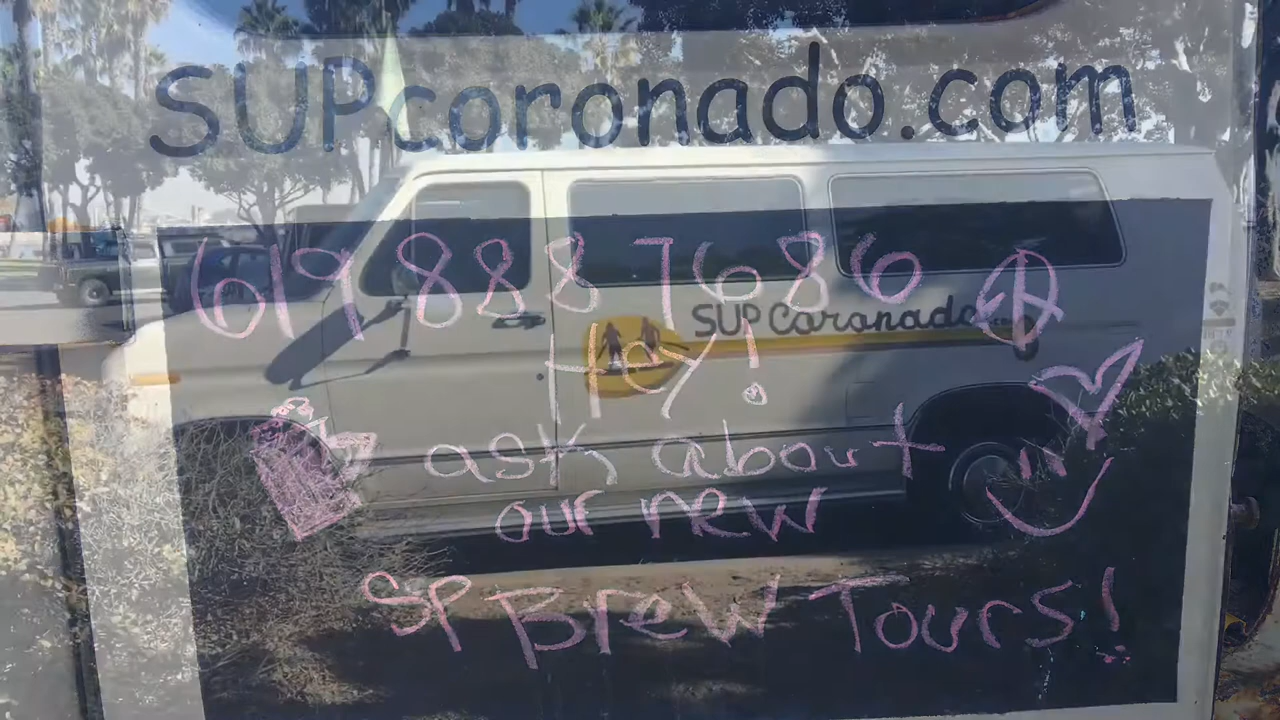 SUPcoronado.com
619 888 7686
SUP Coronado
Hey!
ask about
our new
SP Brew Tours!